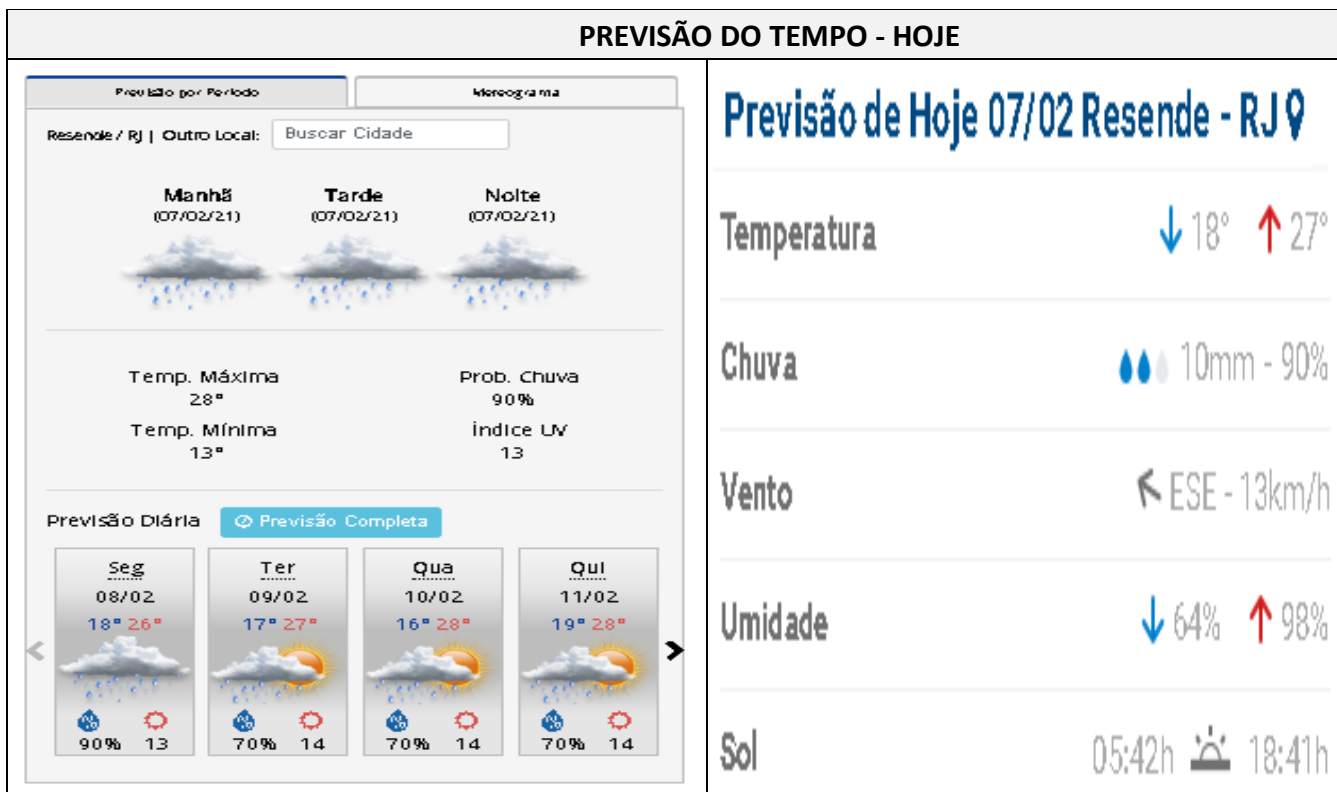 PREVISÃO DO TEMPO - HOJE
Previsão por Período
Meteograma
Resende / RJ | Outro Local: Buscar Cidade
Manhã Tarde Noite
(07/02/21) (07/02/21) (07/02/21)
Temp. Máxima Prob. Chuva
28° 90%
Temp. Mínima Índice UV
13° 13
Previsão Diária Previsão Completa
Seg Ter Qua Qui
08/02 09/02 10/02 11/02
18° 26° 17° 27° 16° 28° 19° 28°
90% 13 70% 14 70% 14 70% 14
Previsão de Hoje 07/02 Resende - RJ
Temperatura 18° 27°
Chuva 10mm - 90%
Vento ESE - 13km/h
Umidade 64% 98%
Sol 05:42h 18:41h